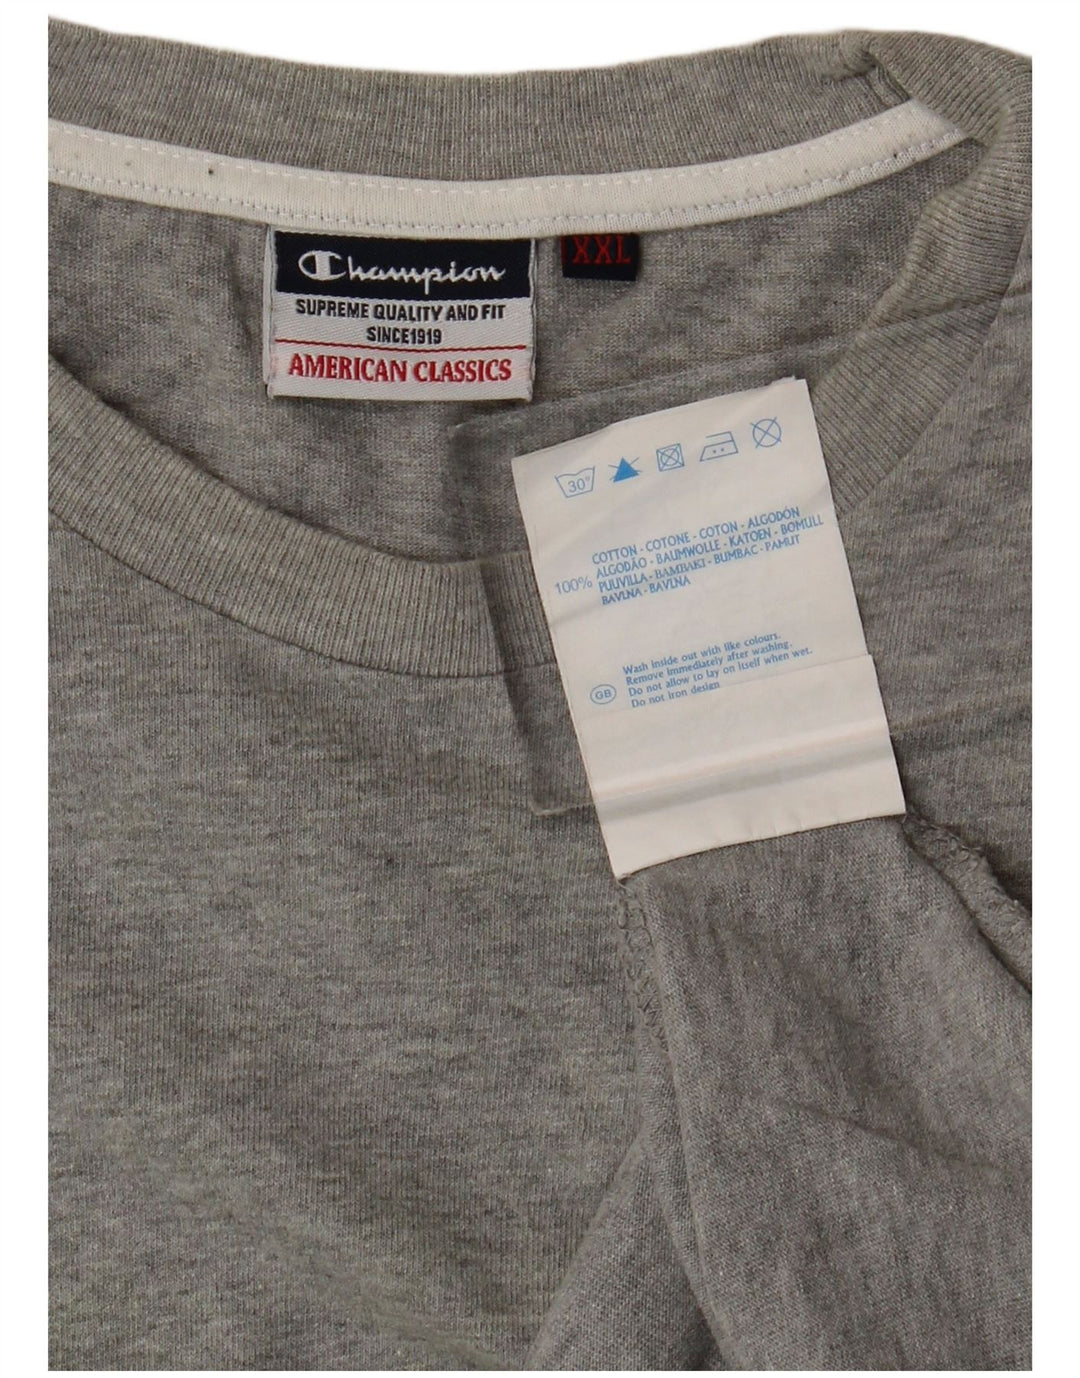 Champion
SUPREME QUALITY AND FIT
SINCE1919
AMERICAN CLASSICS
XXL
30°
COTTON - COTONE - COTON - ALGODÓN
100% ALGODÃO - BAUMWOLLE - KATOEN - BOMULL
PUUVILLA - BAMBAKI - BUMBAC - PAMUT
BAVLNA - BAVLNA
Wash inside out with like colours.
Remove immediately after washing.
GB Do not allow to lay on itself when wet.
Do not iron design